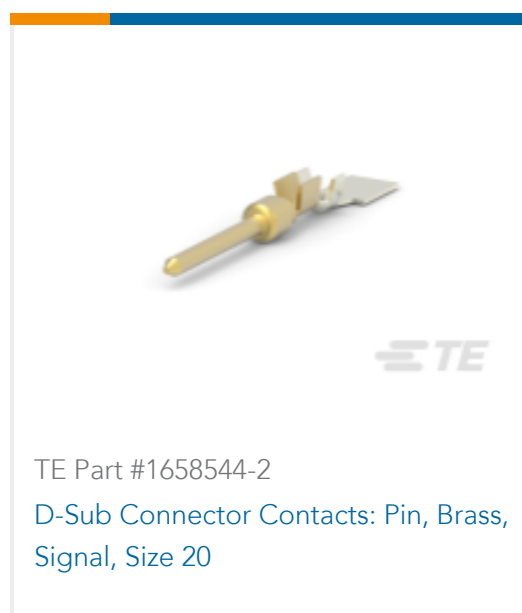 TE
TE Part #1658544-2
D-Sub Connector Contacts: Pin, Brass,
Signal, Size 20